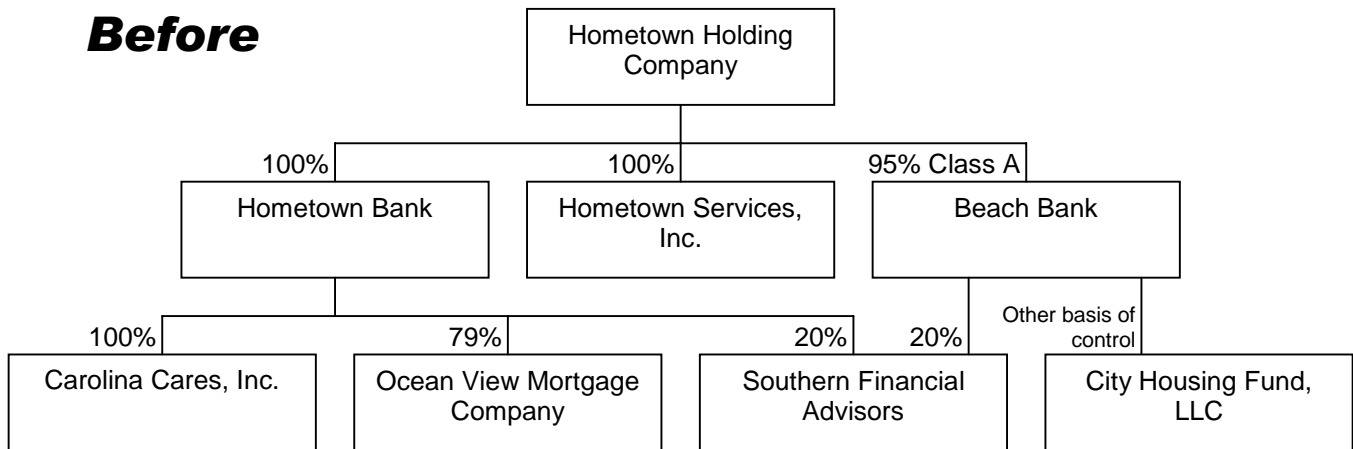 Before
Hometown Holding
Company
100%
100%
95% Class A
Hometown Bank
Hometown Services,
Inc.
Beach Bank
100%
79%
20%
20%
Other basis of
control
Carolina Cares, Inc.
Ocean View Mortgage
Company
Southern Financial
Advisors
City Housing Fund,
LLC